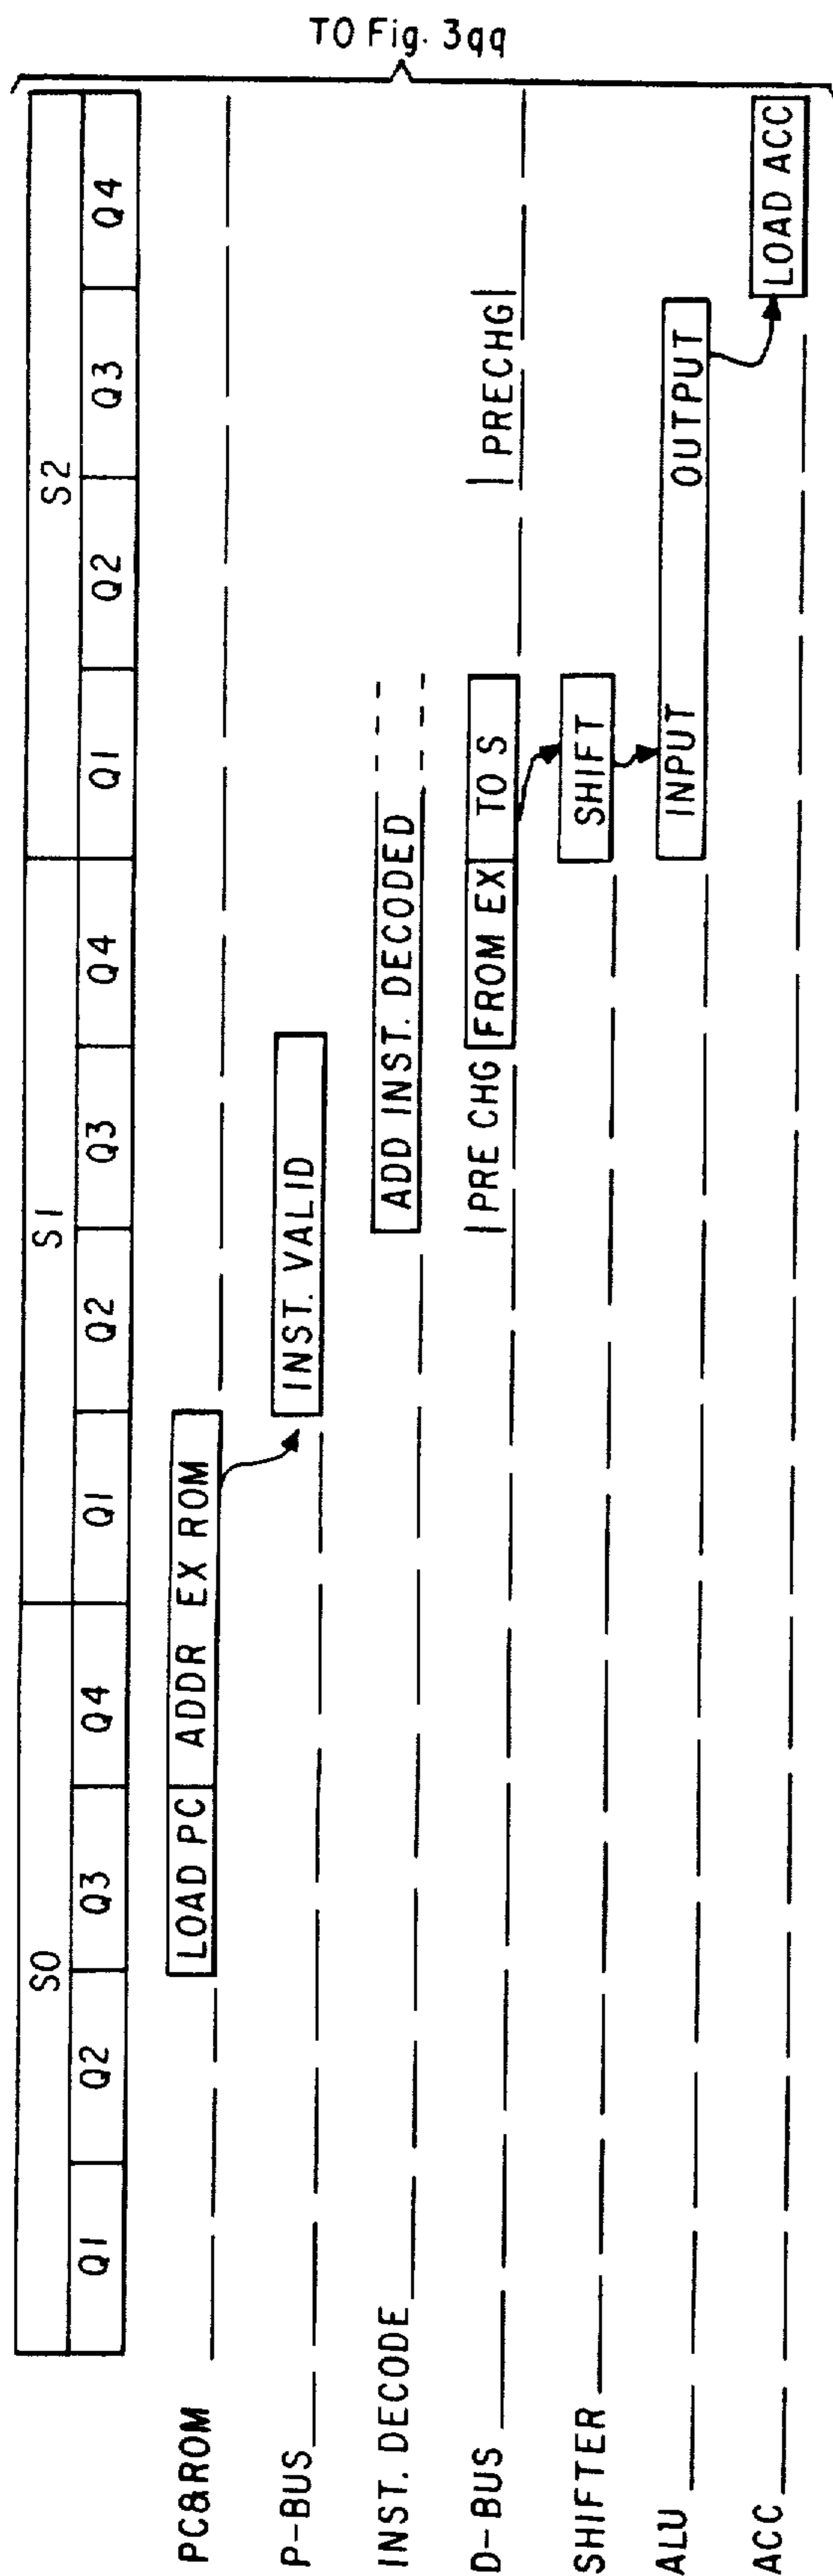 TO Fig. 3qq
S0 S1 S2
Q1 Q2 Q3 Q4 Q1 Q2 Q3 Q4 Q1 Q2 Q3 Q4
PC&ROM LOAD PC ADDR EX ROM
P-BUS INST. VALID
INST. DECODE ADD INST. DECODED
D-BUS PRE CHG FROM EX TO S PRECHG
SHIFTER SHIFT
ALU INPUT OUTPUT
ACC LOAD ACC